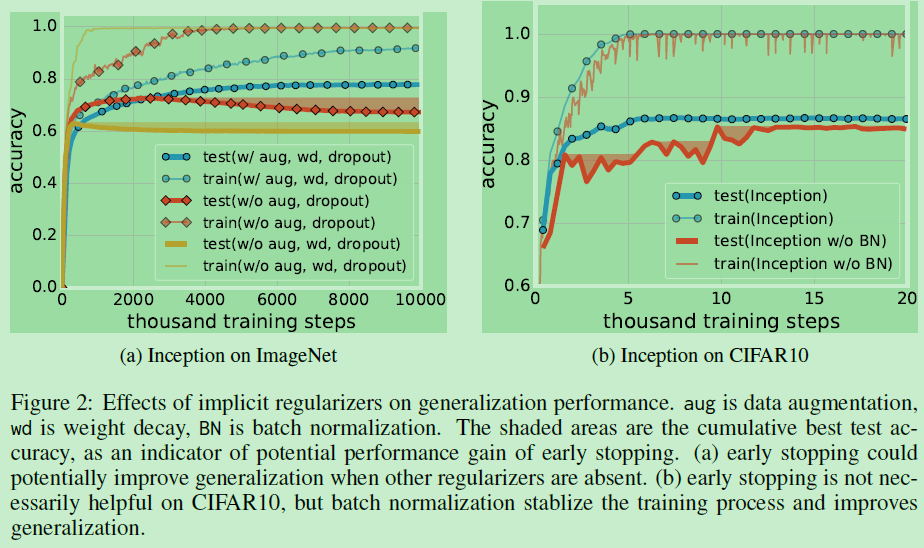 1.0
0.8
0.6
0.4
0.2
0.0
accuracy
test(w/ aug, wd, dropout)
train(w/ aug, wd, dropout)
test(w/o aug, dropout)
train(w/o aug, dropout)
test(w/o aug, wd, dropout)
train(w/o aug, wd, dropout)
0 2000 4000 6000 8000 10000
thousand training steps
(a) Inception on ImageNet
1.0
0.9
0.8
0.7
0.6
accuracy
test(Inception)
train(Inception)
test(Inception w/o BN)
train(Inception w/o BN)
0 5 10 15 20
thousand training steps
(b) Inception on CIFAR10
Figure 2: Effects of implicit regularizers on generalization performance. aug is data augmentation,
wd is weight decay, BN is batch normalization. The shaded areas are the cumulative best test ac-
curacy, as an indicator of potential performance gain of early stopping. (a) early stopping could
potentially improve generalization when other regularizers are absent. (b) early stopping is not nec-
essarily helpful on CIFAR10, but batch normalization stablize the training process and improves
generalization.